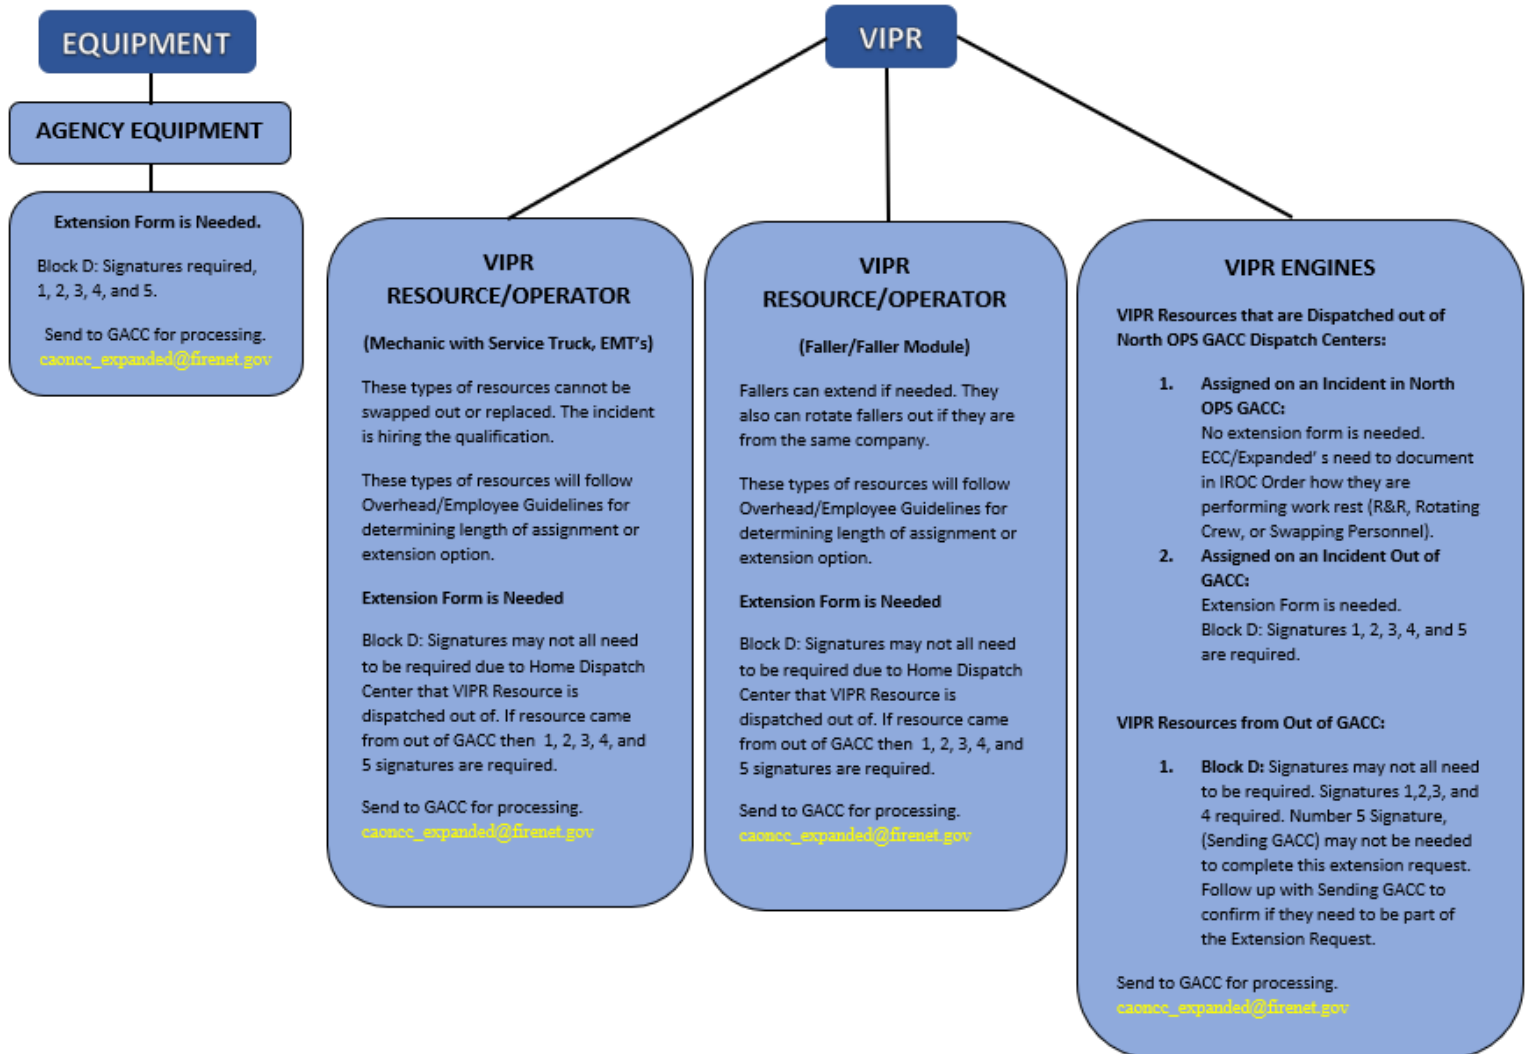 EQUIPMENT
AGENCY EQUIPMENT
Extension Form is Needed.
Block D: Signatures required,
1, 2, 3, 4, and 5.
Send to GACC for processing.
caoncc_expanded@firenet.gov
VIPR
VIPR
RESOURCE/OPERATOR
(Mechanic with Service Truck, EMT's)
These types of resources cannot be
swapped out or replaced. The incident
is hiring the qualification.
These types of resources will follow
Overhead/Employee Guidelines for
determining length of assignment or
extension option.
Extension Form is Needed
Block D: Signatures may not all need
to be required due to Home Dispatch
Center that VIPR Resource is
dispatched out of. If resource came
from out of GACC then 1, 2, 3, 4, and
5 signatures are required.
Send to GACC for processing.
caoncc_expanded@firenet.gov
VIPR
RESOURCE/OPERATOR
(Faller/Faller Module)
Fallers can extend if needed. They
also can rotate fallers out if they are
from the same company.
These types of resources will follow
Overhead/Employee Guidelines for
determining length of assignment or
extension option.
Extension Form is Needed
Block D: Signatures may not all need
to be required due to Home Dispatch
Center that VIPR Resource is
dispatched out of. If resource came
from out of GACC then 1, 2, 3, 4, and
5 signatures are required.
Send to GACC for processing.
caoncc_expanded@firenet.gov
VIPR ENGINES
VIPR Resources that are Dispatched out of
North OPS GACC Dispatch Centers:
1. Assigned on an Incident in North
OPS GACC:
No extension form is needed.
ECC/Expanded' s need to document
in IROC Order how they are
performing work rest (R&R, Rotating
Crew, or Swapping Personnel).
2. Assigned on an Incident Out of
GACC:
Extension Form is needed.
Block D: Signatures 1, 2, 3, 4, and 5
are required.
VIPR Resources from Out of GACC:
1. Block D: Signatures may not all need
to be required. Signatures 1,2,3, and
4 required. Number 5 Signature,
(Sending GACC) may not be needed
to complete this extension request.
Follow up with Sending GACC to
confirm if they need to be part of
the Extension Request.
Send to GACC for processing.
caoncc_expanded@firenet.gov